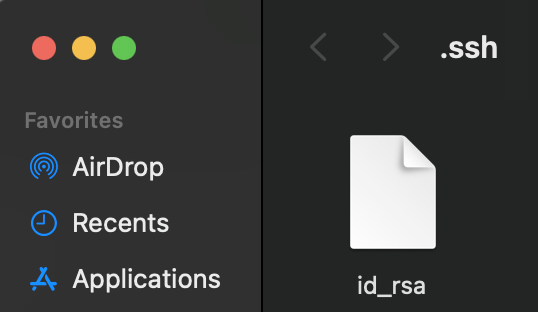 .ssh
Favorites
AirDrop
Recents
Applications
id_rsa